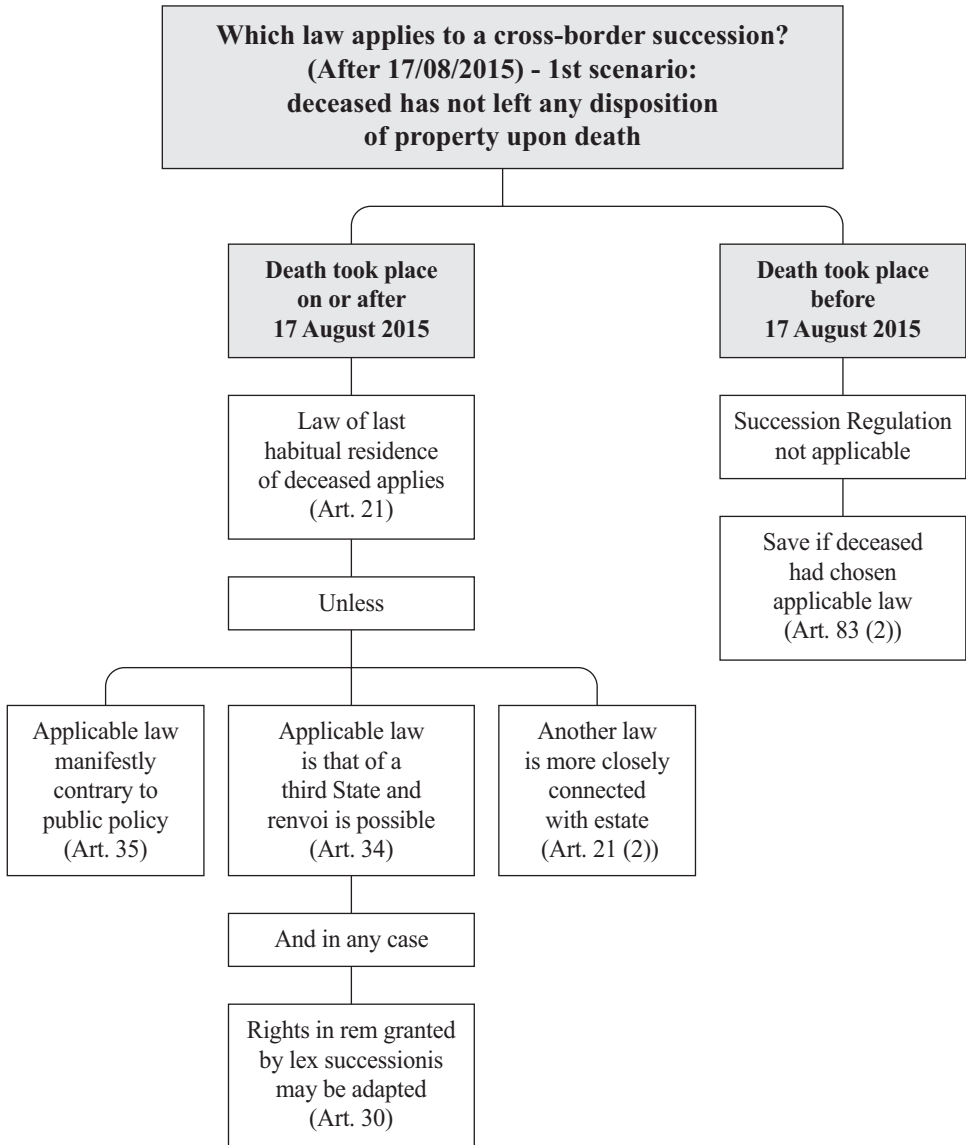 Which law applies to a cross-border succession?
(After 17/08/2015) - 1st scenario:
deceased has not left any disposition
of property upon death
Death took place
on or after
17 August 2015
Death took place
before
17 August 2015
Law of last
habitual residence
of deceased applies
(Art. 21)
Succession Regulation
not applicable
Save if deceased
had chosen
applicable law
(Art. 83 (2))
Unless
Applicable law
manifestly
contrary to
public policy
(Art. 35)
Applicable law
is that of a
third State and
renvoi is possible
(Art. 34)
Another law
is more closely
connected
with estate
(Art. 21 (2))
And in any case
Rights in rem granted
by lex successionis
may be adapted
(Art. 30)